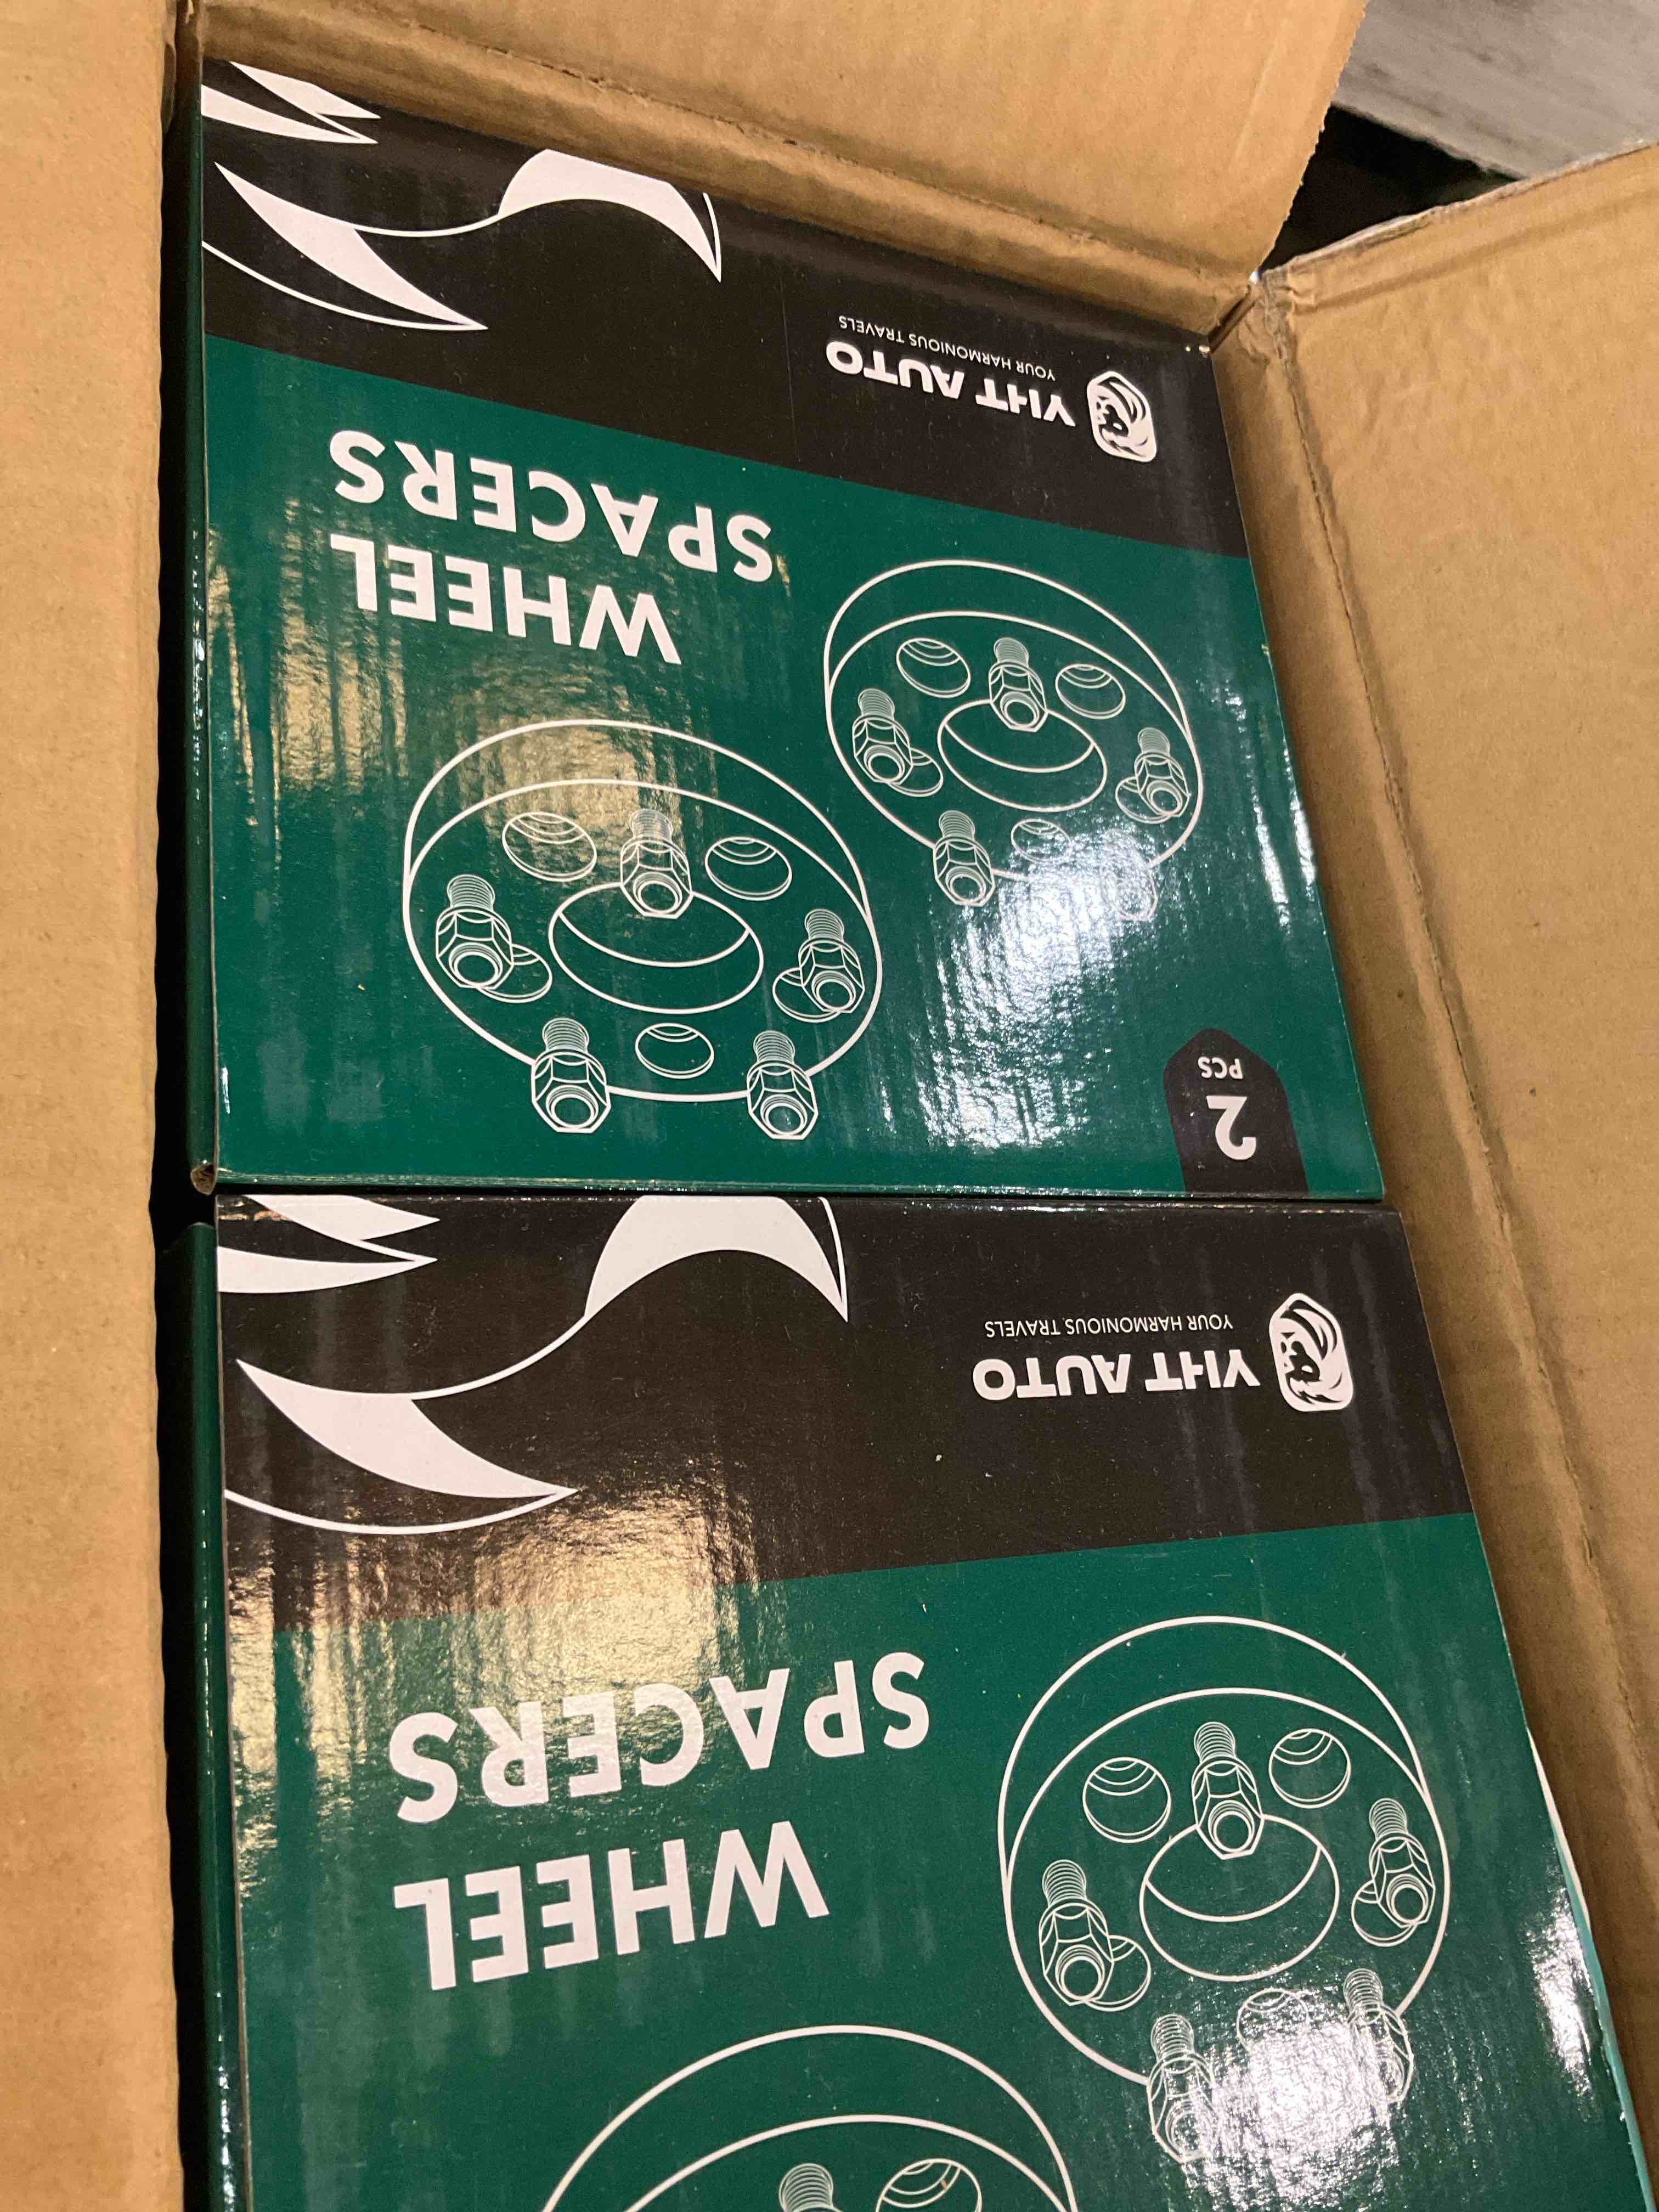 YHT AUTO
YOUR HARMONIOUS TRAVELS
WHEEL
SPACERS
2
PCS
YHT AUTO
YOUR HARMONIOUS TRAVELS
WHEEL
SPACERS